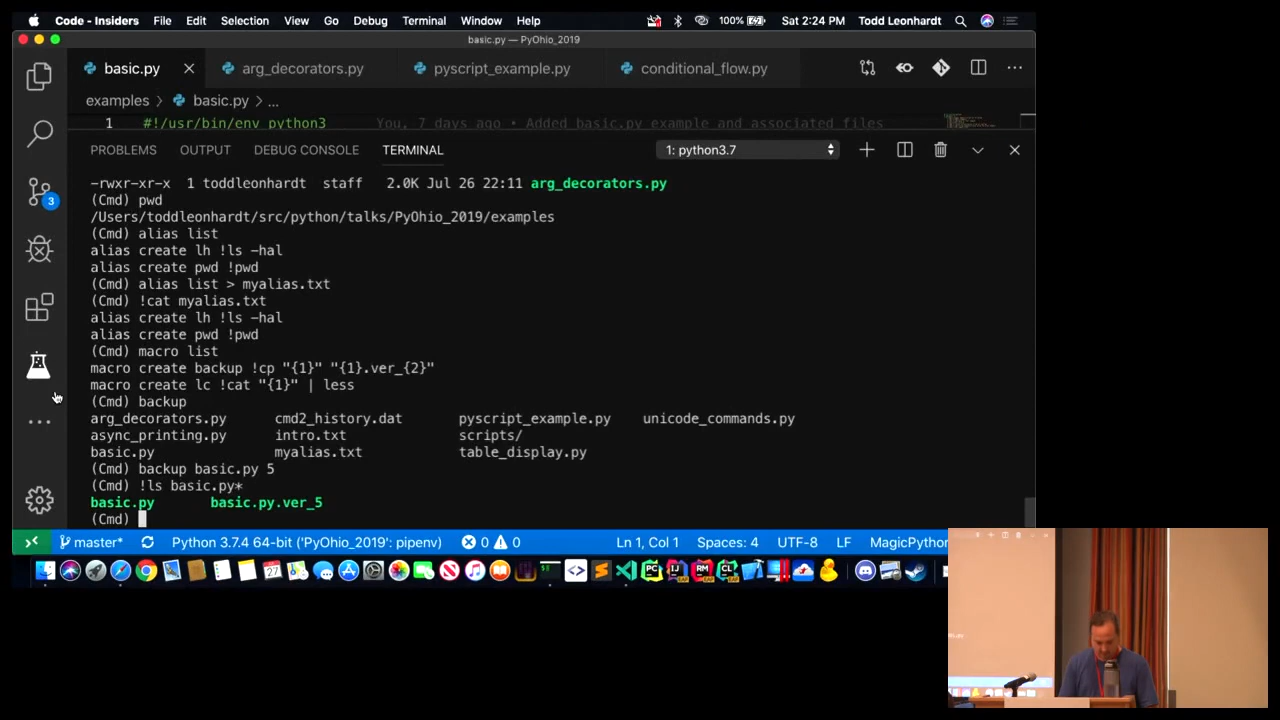 Code - Insiders File Edit Selection View Go Debug Terminal Window Help 100% Sat 2:24 PM Todd Leonhardt
basic.py — PyOhio_2019
basic.py arg_decorators.py pyscript_example.py conditional_flow.py
examples > basic.py > ...
1 #!/usr/bin/env python3 You, 7 days ago • Added basic.py example and associated files
PROBLEMS OUTPUT DEBUG CONSOLE TERMINAL 1: python3.7
-rwxr-xr-x 1 toddleonhardt staff 2.0K Jul 26 22:11 arg_decorators.py
(Cmd) pwd
/Users/toddleonhardt/src/python/talks/PyOhio_2019/examples
(Cmd) alias list
alias create lh !ls -hal
alias create pwd !pwd
(Cmd) alias list > myalias.txt
(Cmd) !cat myalias.txt
alias create lh !ls -hal
alias create pwd !pwd
(Cmd) macro list
macro create backup !cp "{1}" "{1}.ver_{2}"
macro create lc !cat "{1}" | less
(Cmd) backup
arg_decorators.py cmd2_history.dat pyscript_example.py unicode_commands.py
async_printing.py intro.txt scripts/
basic.py myalias.txt table_display.py
(Cmd) backup basic.py 5
(Cmd) !ls basic.py*
basic.py basic.py.ver_5
(Cmd)
3
master* Python 3.7.4 64-bit ('PyOhio_2019': pipenv) 0 0 Ln 1, Col 1 Spaces: 4 UTF-8 LF MagicPython
27